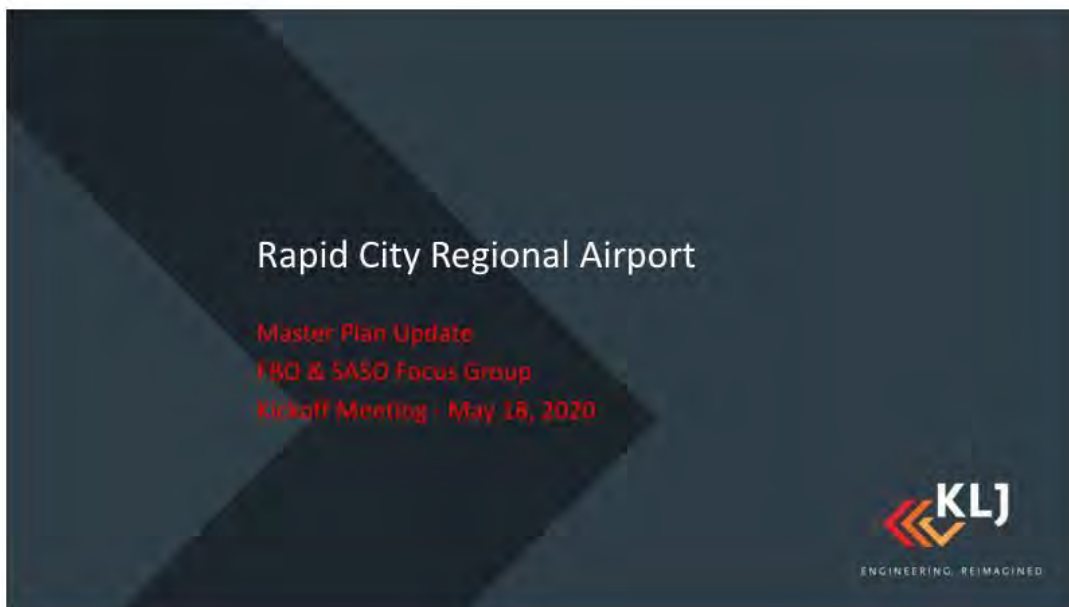 Rapid City Regional Airport
Master Plan Update
FBO & SASO Focus Group
Kickoff Meeting - May 18, 2020
KLJ
ENGINEERING, REIMAGINED